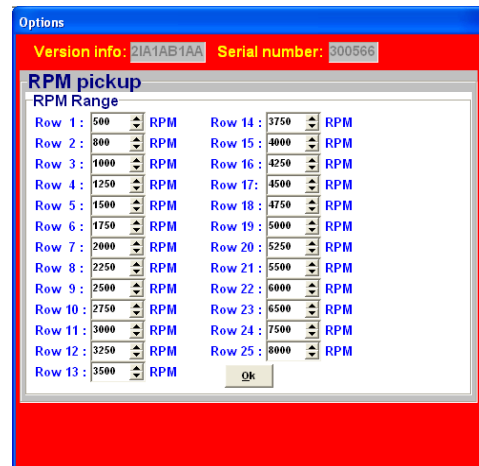 Options
Version info: 2IA1AB1AA Serial number: 300566
RPM pickup
RPM Range
Row 1 : 500 RPM Row 14 : 3750 RPM
Row 2 : 800 RPM Row 15 : 4000 RPM
Row 3 : 1000 RPM Row 16 : 4250 RPM
Row 4 : 1250 RPM Row 17: 4500 RPM
Row 5 : 1500 RPM Row 18 : 4750 RPM
Row 6 : 1750 RPM Row 19 : 5000 RPM
Row 7 : 2000 RPM Row 20 : 5250 RPM
Row 8 : 2250 RPM Row 21 : 5500 RPM
Row 9 : 2500 RPM Row 22 : 6000 RPM
Row 10 : 2750 RPM Row 23 : 6500 RPM
Row 11 : 3000 RPM Row 24 : 7500 RPM
Row 12 : 3250 RPM Row 25 : 8000 RPM
Row 13 : 3500 RPM Ok